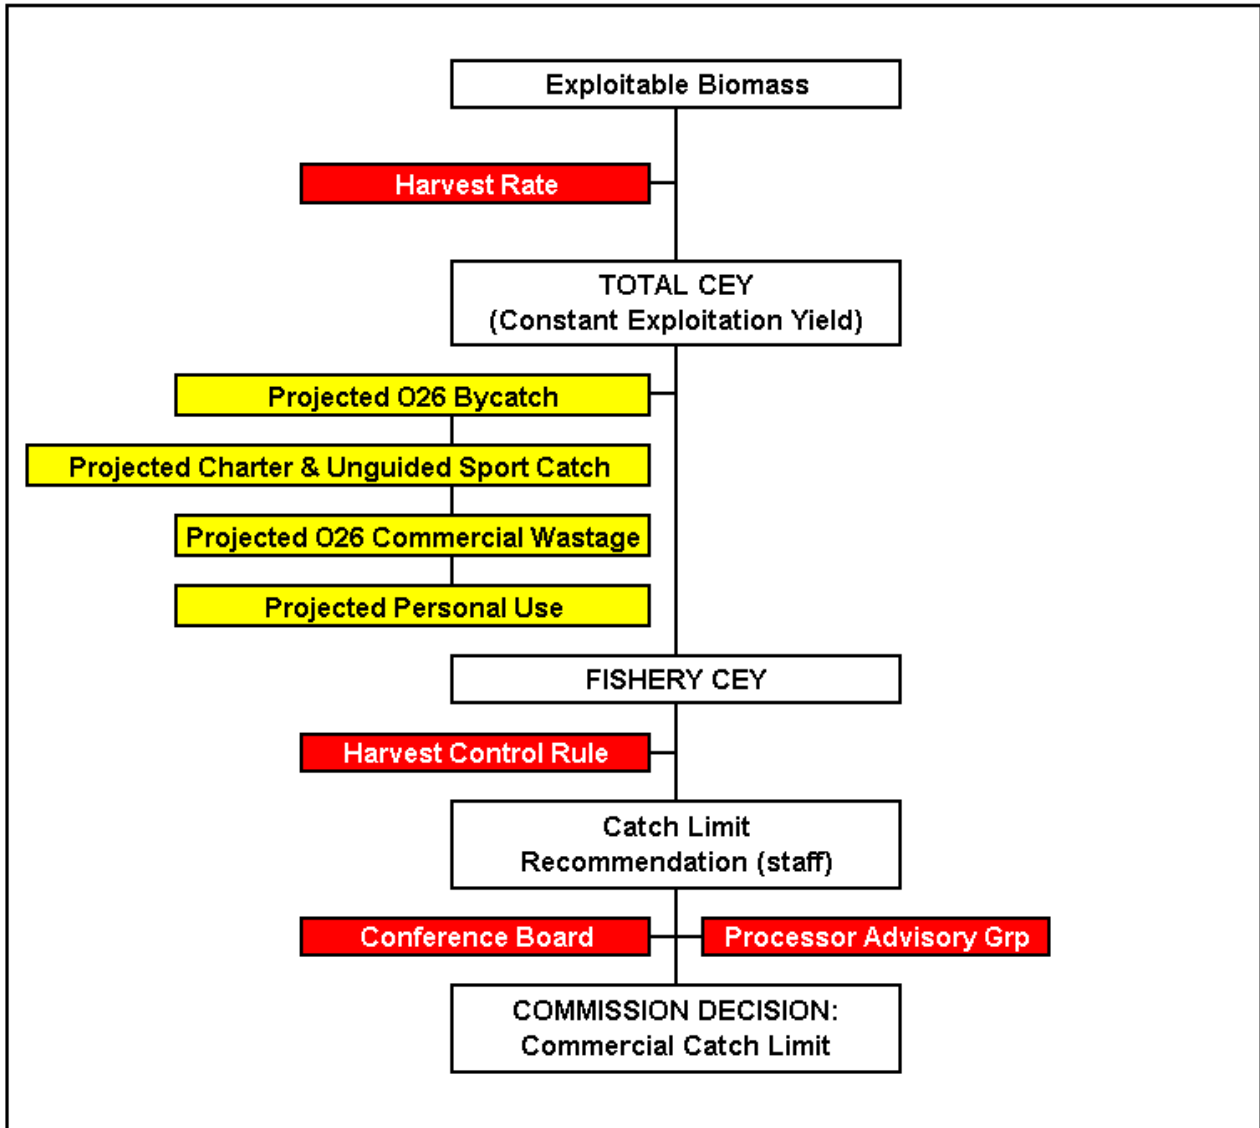 Exploitable Biomass
Harvest Rate
TOTAL CEY
(Constant Exploitation Yield)
Projected O26 Bycatch
Projected Charter & Unguided Sport Catch
Projected O26 Commercial Wastage
Projected Personal Use
FISHERY CEY
Harvest Control Rule
Catch Limit
Recommendation (staff)
Conference Board
Processor Advisory Grp
COMMISSION DECISION:
Commercial Catch Limit